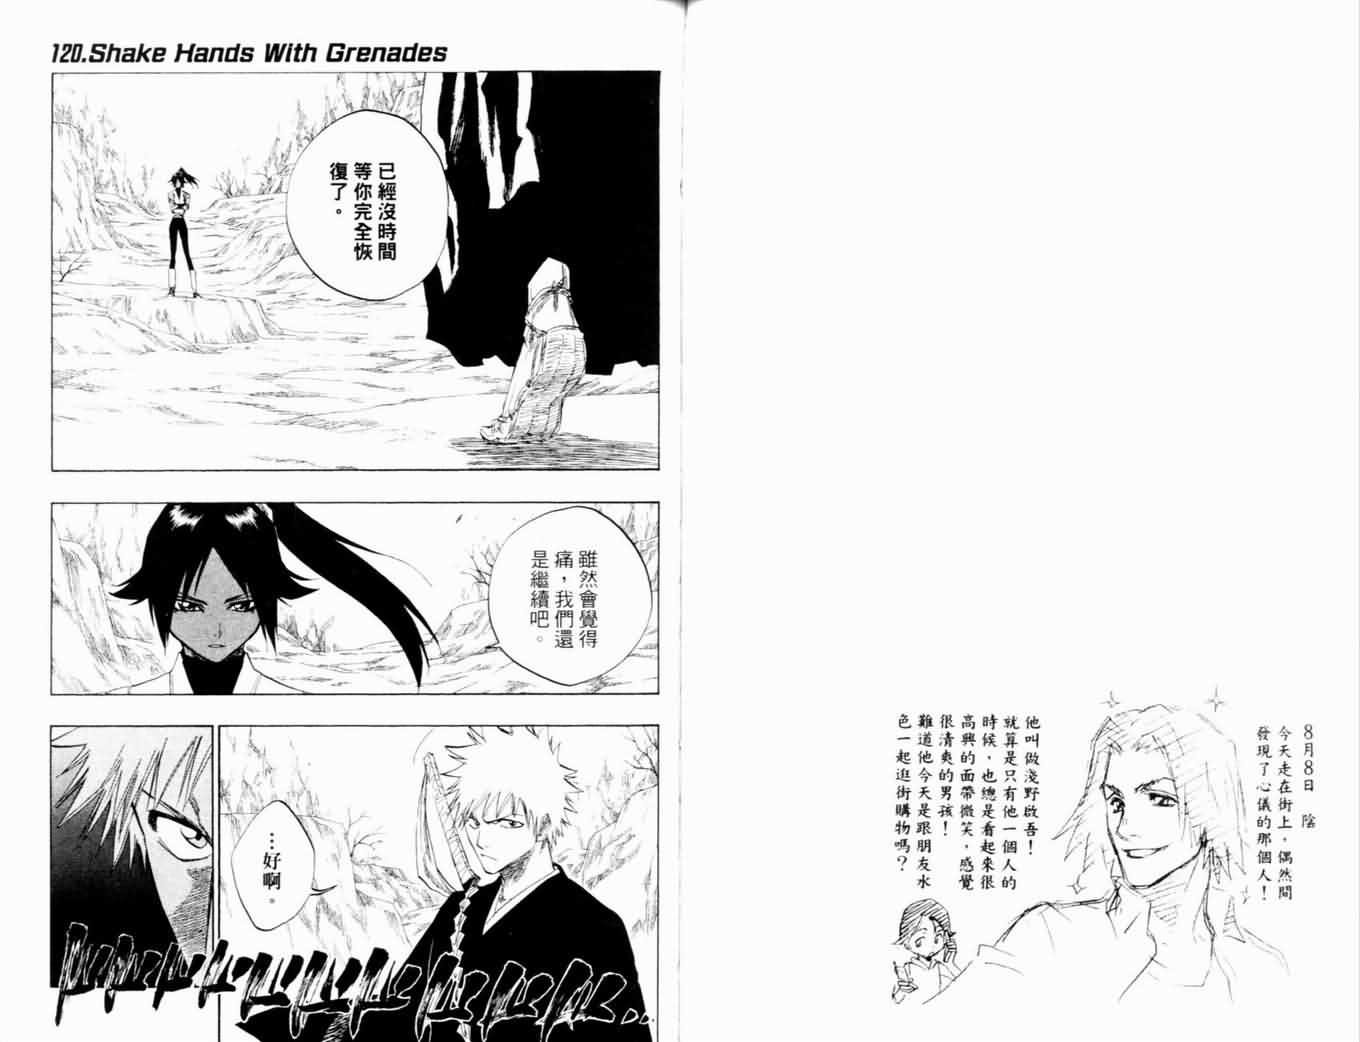 8月8日　陰
今天走在街上，偶然間
發現了心儀的那個人！
他叫做淺野啟吾！
就算是只有他一個人的
時候，也總是看起來很
高興的面帶微笑，感覺
很清爽的男孩！
難道他今天是跟朋友水
色一起逛街購物嗎？
120.Shake Hands With Grenades
已經沒時間
等你完全恢
復了。
雖然會覺得
痛，我們還
是繼續吧。
…好啊。